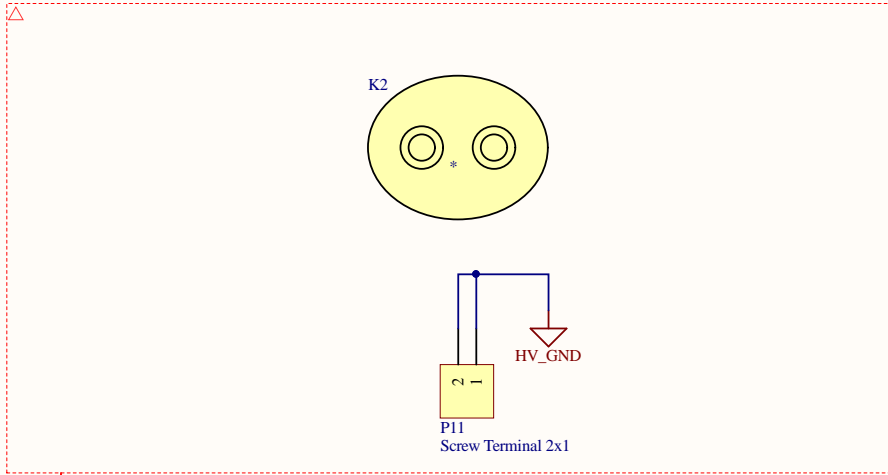 K2
*
HV_GND
2 1
P11
Screw Terminal 2x1